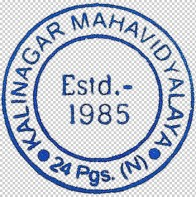 KALINAGAR MAHAVIDYALAYA
Estd.-
1985
24 Pgs. (N)